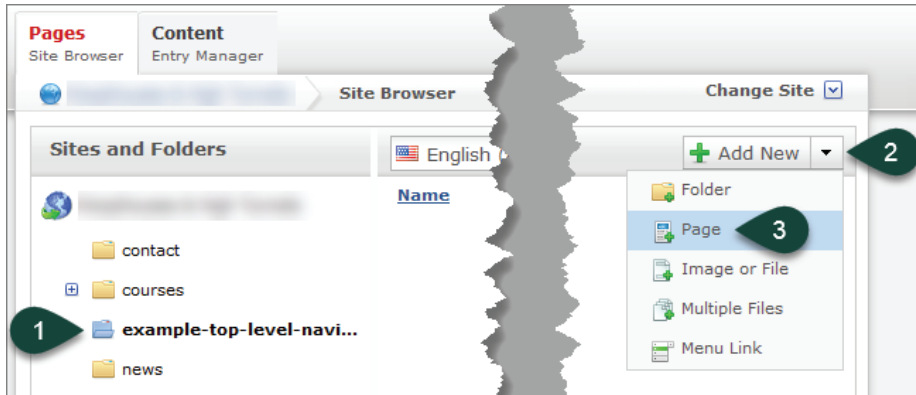 Pages
Site Browser
Content
Entry Manager
Site Browser
Change Site
Sites and Folders
English
Add New
2
Name
Folder
Page
3
Image or File
Multiple Files
Menu Link
contact
courses
1
example-top-level-navi...
news